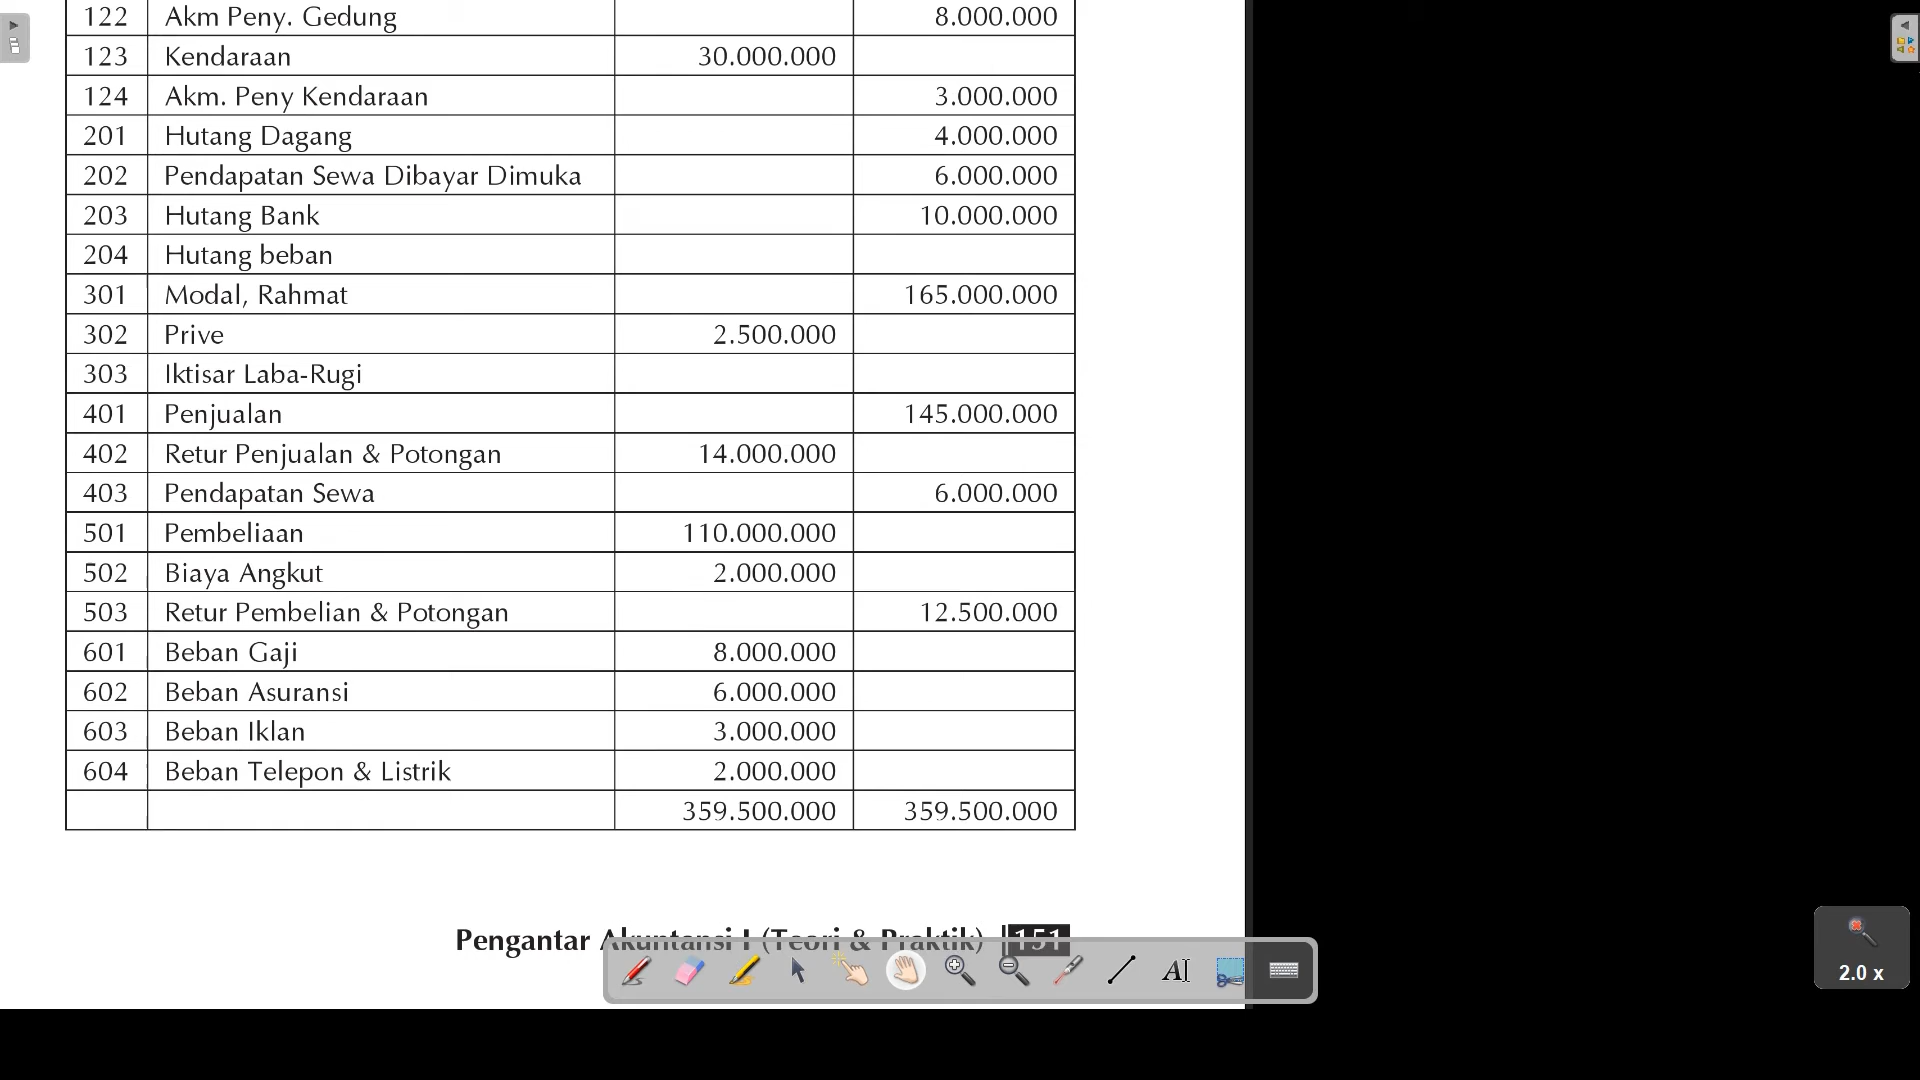 122 Akm Peny. Gedung 8.000.000
123 Kendaraan 30.000.000
124 Akm. Peny Kendaraan 3.000.000
201 Hutang Dagang 4.000.000
202 Pendapatan Sewa Dibayar Dimuka 6.000.000
203 Hutang Bank 10.000.000
204 Hutang beban
301 Modal, Rahmat 165.000.000
302 Prive 2.500.000
303 Iktisar Laba-Rugi
401 Penjualan 145.000.000
402 Retur Penjualan & Potongan 14.000.000
403 Pendapatan Sewa 6.000.000
501 Pembeliaan 110.000.000
502 Biaya Angkut 2.000.000
503 Retur Pembelian & Potongan 12.500.000
601 Beban Gaji 8.000.000
602 Beban Asuransi 6.000.000
603 Beban Iklan 3.000.000
604 Beban Telepon & Listrik 2.000.000
359.500.000 359.500.000
Pengantar Akuntansi I (Teori & Praktik) 151
AI
2.0 x